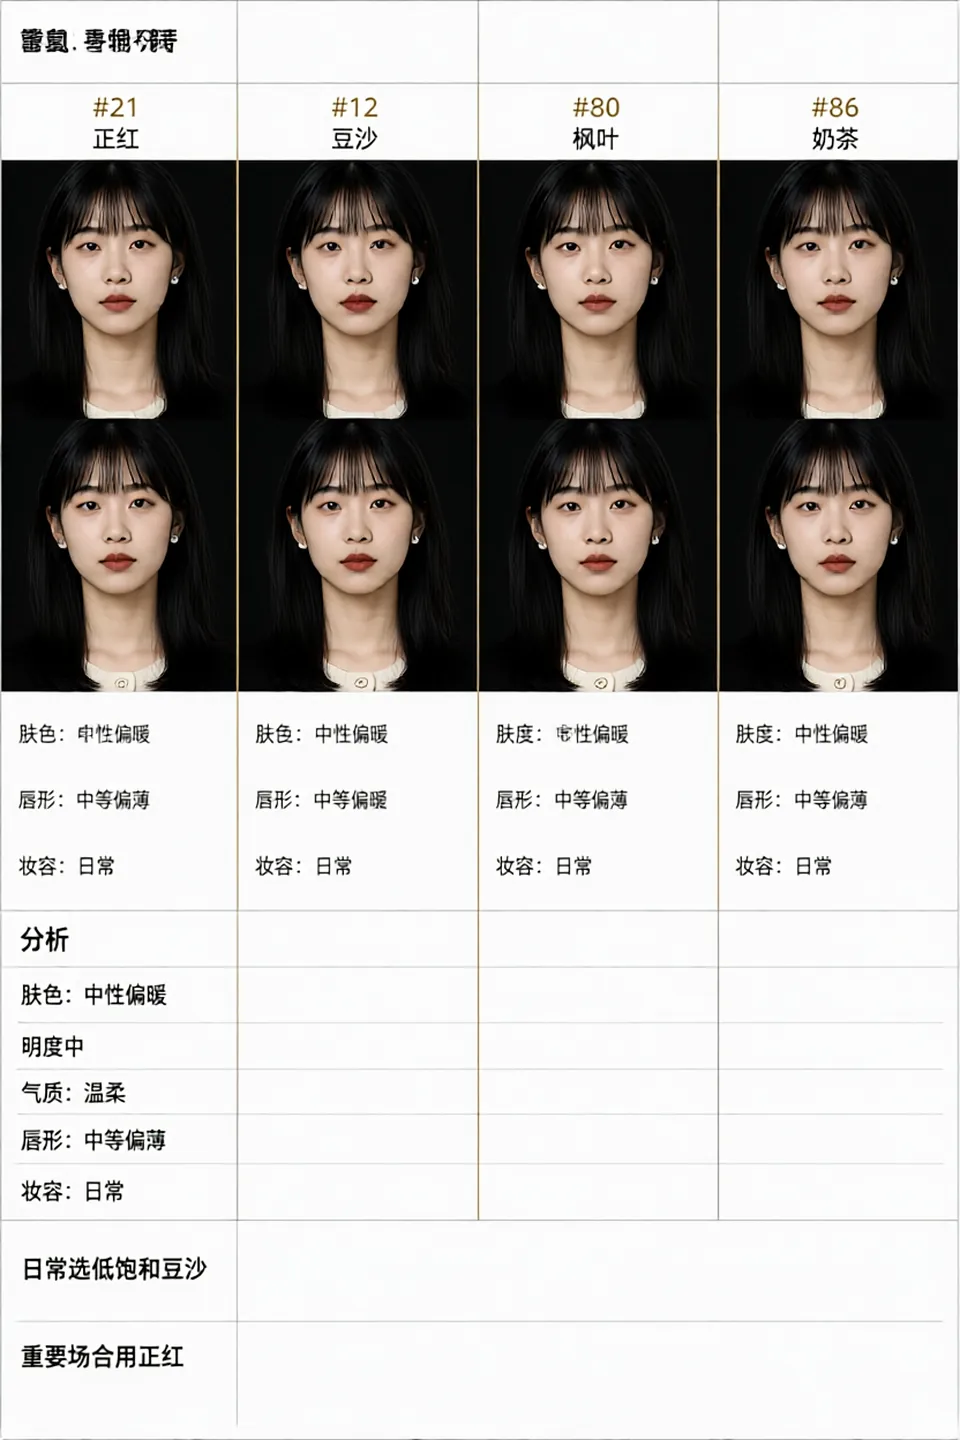 #21
正红
#12
豆沙
#80
枫叶
#86
奶茶
肤色：中性偏暖
唇形：中等偏薄
妆容：日常
肤色：中性偏暖
唇形：中等偏暖
妆容：日常
肤度：性偏暖
唇形：中等偏薄
妆容：日常
肤度：中性偏暖
唇形：中等偏薄
妆容：日常
分析
肤色：中性偏暖
明度中
气质：温柔
唇形：中等偏薄
妆容：日常
日常选低饱和豆沙
重要场合用正红